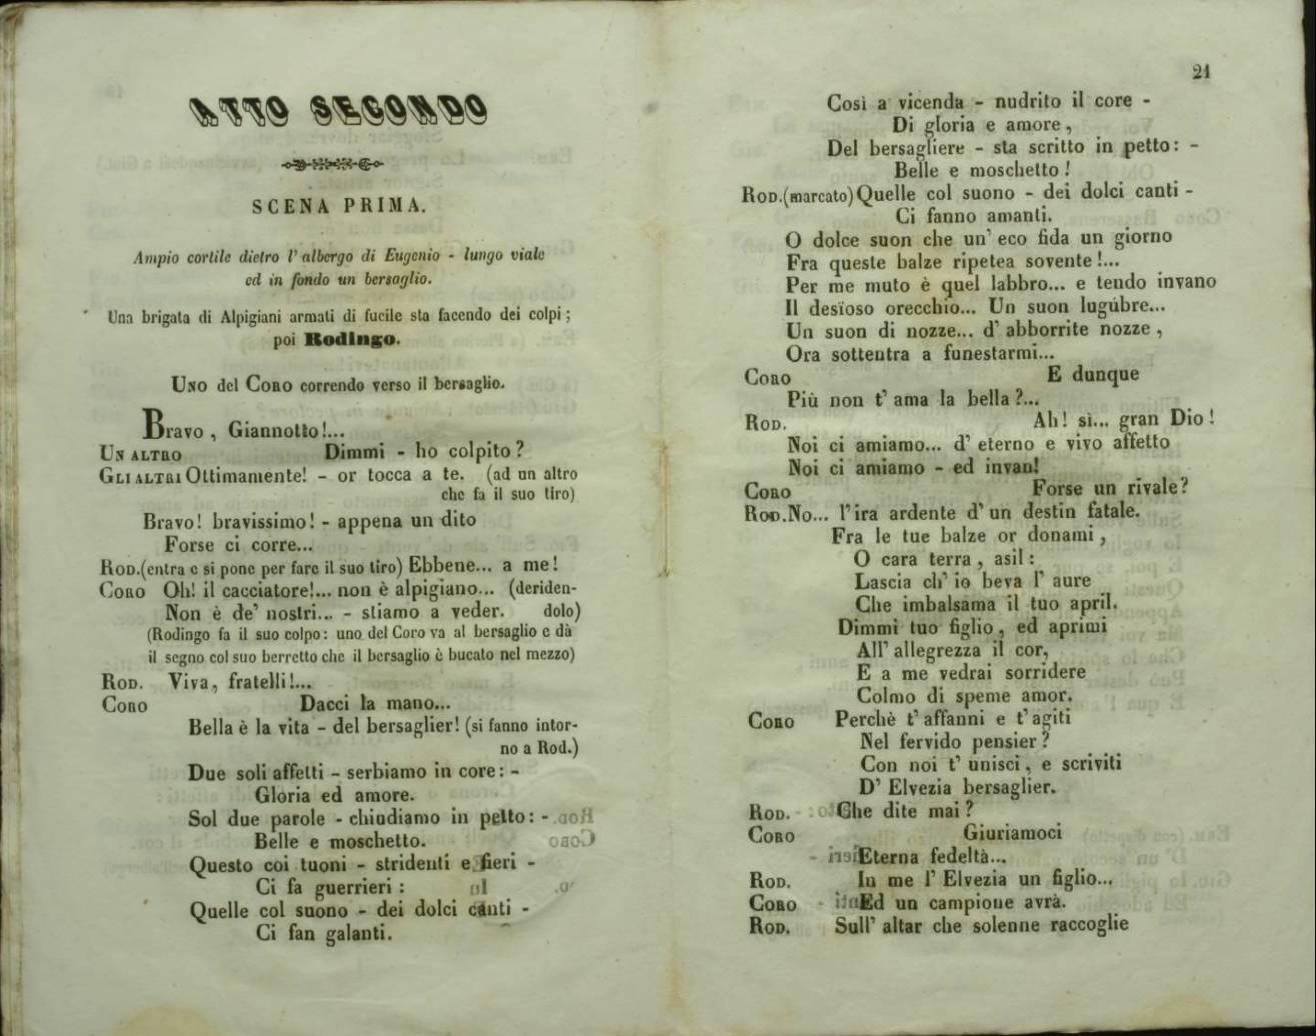 ATTO SECONDO
SCENA PRIMA.
Ampio cortile dietro l'albergo di Eugenio - lungo viale
ed in fondo un bersaglio.
Una brigata di Alpigiani armati di fucile sta facendo dei colpi;
poi Rodingo.
UNO del CORO correndo verso il bersaglio.
Bravo, Giannotto!...
UN ALTRO Dimmi - ho colpito?
GLI ALTRI Ottimamente! - or tocca a te. (ad un altro
che fa il suo tiro)
Bravo! bravissimo! - appena un dito
Forse ci corre...
ROD. (entra e si pone per fare il suo tiro) Ebbene... a me!
CORO Oh! il cacciatore!... non è alpigiano... (deriden-
Non è de' nostri... - stiamo a veder. dolo)
(Rodingo fa il suo colpo: uno del Coro va al bersaglio e dà
il segno col suo berretto che il bersaglio è bucato nel mezzo)
ROD. Viva, fratelli!...
CORO Dacci la mano...
Bella è la vita - del bersaglier! (si fanno intor-
no a Rod.)
Due soli affetti - serbiamo in core: -
Gloria ed amore.
Sol due parole - chiudiamo in petto: -
Belle e moschetto.
Questo coi tuoni - stridenti e fieri -
Ci fa guerrieri:
Quelle col suono - dei dolci canti -
Ci fan galanti.
21
Così a vicenda - nudrito il core -
Di gloria e amore,
Del bersagliere - sta scritto in petto: -
Belle e moschetto!
ROD. (marcato) Quelle col suono - dei dolci canti -
Ci fanno amanti.
O dolce suon che un' eco fida un giorno
Fra queste balze ripetea sovente!...
Per me muto è quel labbro... e tendo invano
Il desïoso orecchio... Un suon lugúbre...
Un suon di nozze... d' abborrite nozze,
Ora sottentra a funestarmi...
CORO E dunque
Più non t' ama la bella?...
ROD. Ah! sì... gran Dio!
Noi ci amiamo... d' eterno e vivo affetto
Noi ci amiamo - ed invan!
CORO Forse un rivale?
ROD. No... l' ira ardente d' un destin fatale.
Fra le tue balze or donami,
O cara terra, asil:
Lascia ch' io beva l' aure
Che imbalsama il tuo april.
Dimmi tuo figlio, ed aprimi
All' allegrezza il cor,
E a me vedrai sorridere
Colmo di speme amor.
CORO Perchè t' affanni e t' agiti
Nel fervido pensier?
Con noi t' unisci, e scriviti
D' Elvezia bersaglier.
ROD. Che dite mai?
CORO Giuriamoci
Eterna fedeltà...
ROD. In me l' Elvezia un figlio...
CORO Ed un campione avrà.
ROD. Sull' altar che solenne raccoglie